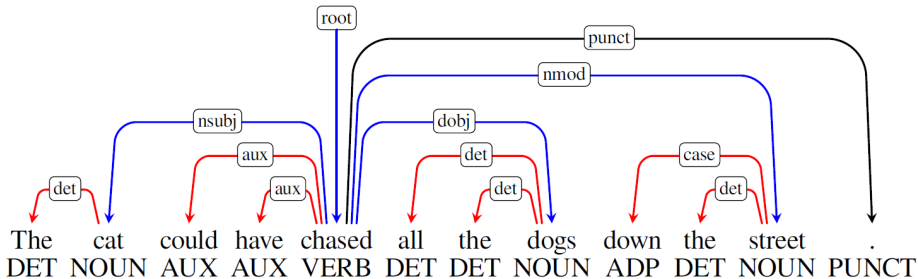 root
punct
nmod
nsubj dobj
aux det case
det aux det det
The cat could have chased all the dogs down the street .
DET NOUN AUX AUX VERB DET DET NOUN ADP DET NOUN PUNCT